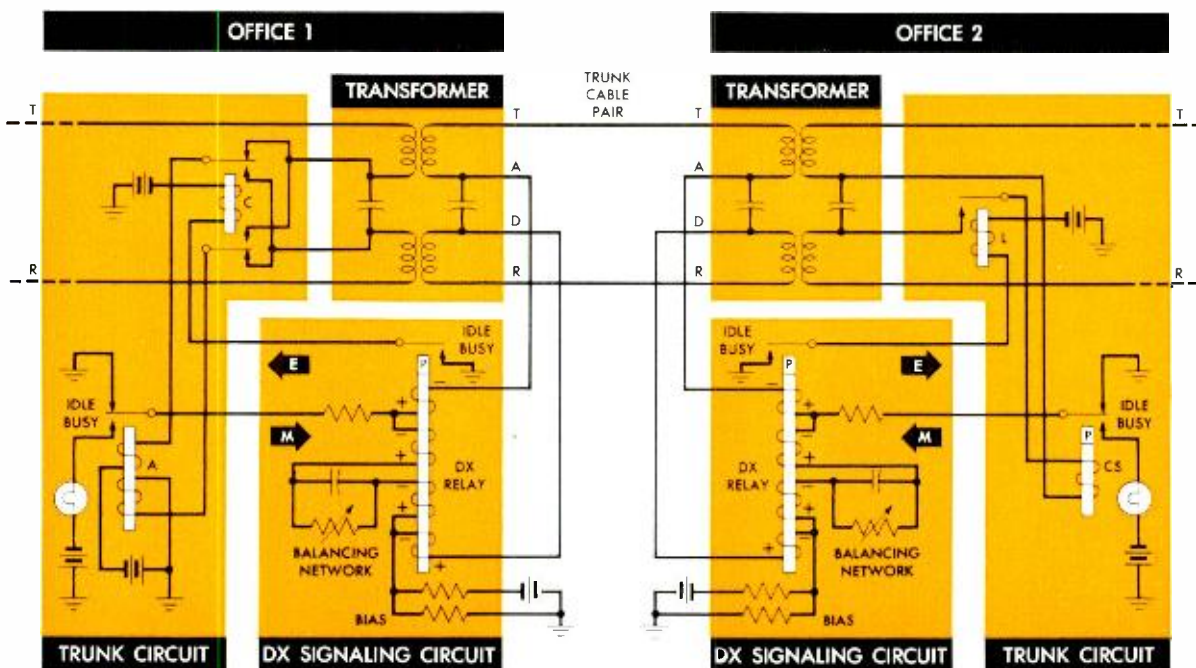 OFFICE 1
OFFICE 2
TRANSFORMER
TRUNK
CABLE
PAIR
TRANSFORMER
T
T
T
T
A
A
C
D
D
L
R
R
R
R
IDLE
BUSY
IDLE
BUSY
E
P
P
E
IDLE
BUSY
IDLE
BUSY
M
M
P
A
DX
RELAY
DX
RELAY
CS
BALANCING
NETWORK
BALANCING
NETWORK
BIAS
BIAS
TRUNK CIRCUIT
DX SIGNALING CIRCUIT
DX SIGNALING CIRCUIT
TRUNK CIRCUIT